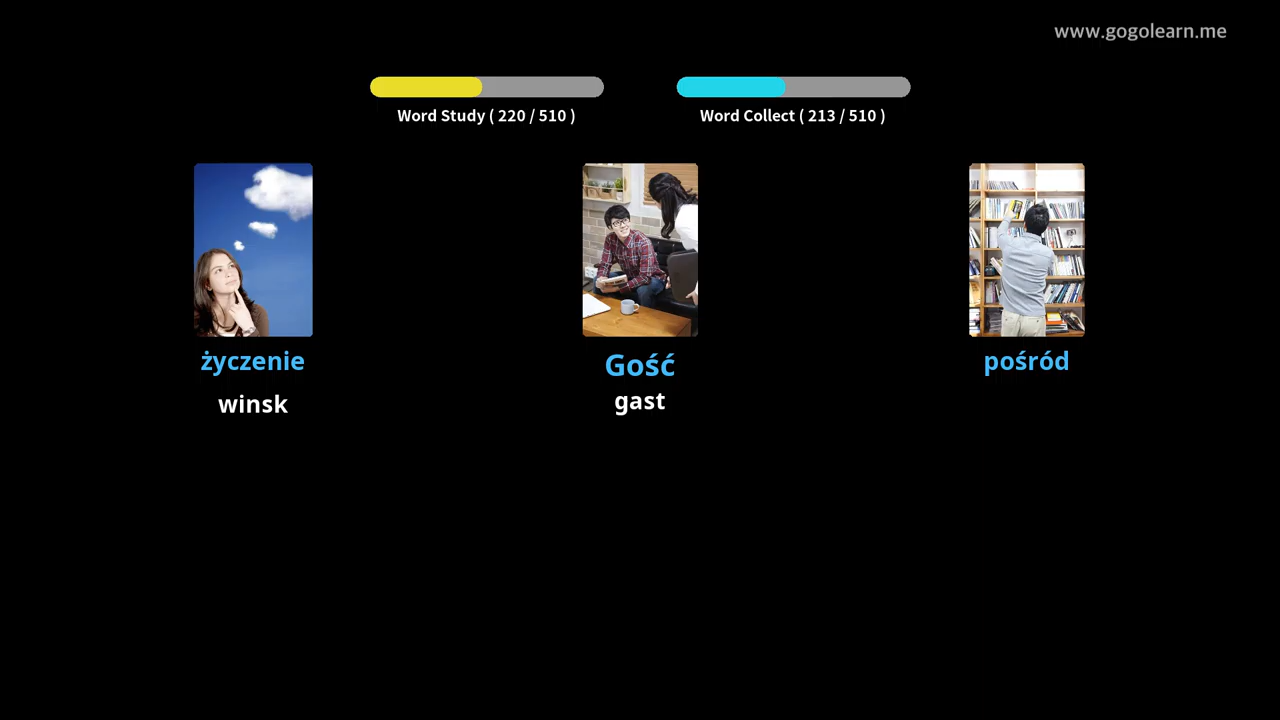 www.gogolearn.me
Word Study ( 220 / 510 )
Word Collect ( 213 / 510 )
życzenie
Gość
pośród
winsk
gast